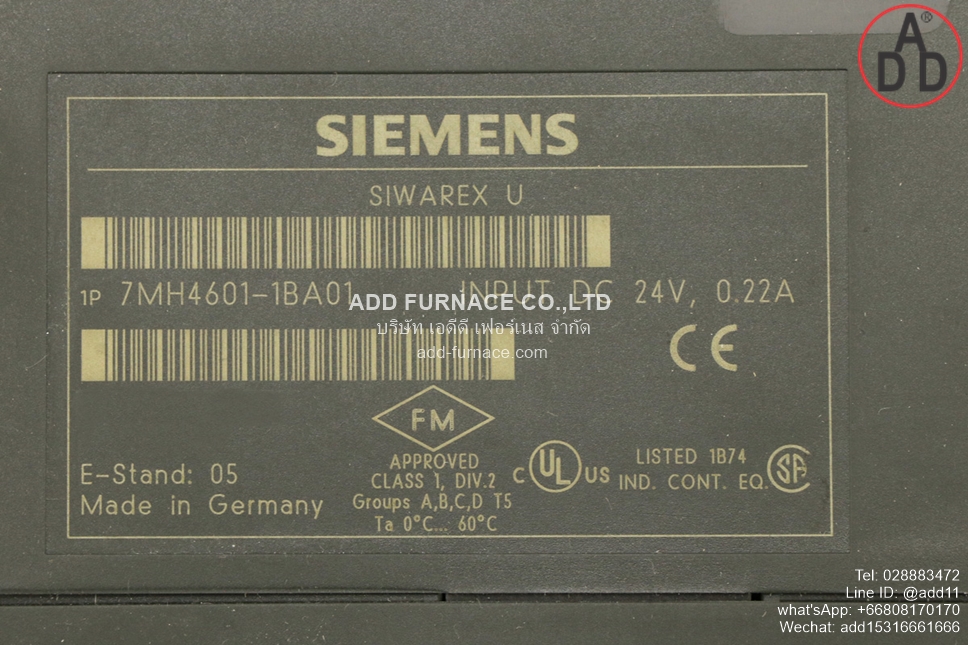 ADD®
SIEMENS
SIWAREX U
1P 7MH4601-1BA01 INPUT DC 24V, 0.22A
ADD FURNACE CO.,LTD
บริษัท เอดีดี เฟอร์เนส จำกัด
add-furnace.com
CE
FM
APPROVED
CLASS 1, DIV.2
Groups A,B,C,D T5
Ta 0°C... 60°C
E-Stand: 05
Made in Germany
C UL US
LISTED 1B74
IND. CONT. EQ.
SA
Tel: 028883472
Line ID: @add11
what'sApp: +66808170170
Wechat: add15316661666